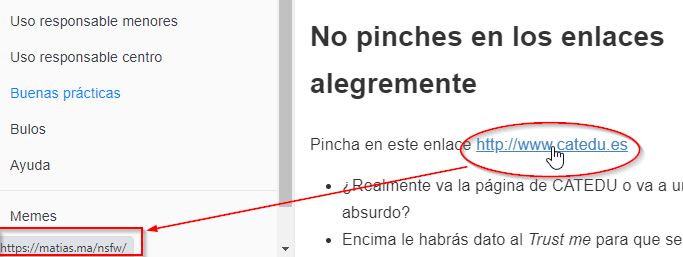 Uso responsable menores
Uso responsable centro
Buenas prácticas
Bulos
Ayuda
Memes
https://matias.ma/nsfw/
No pinches en los enlaces
alegremente
Pincha en este enlace http://www.catedu.es
¿Realmente va la página de CATEDU o va a
absurdo?
Encima le habrás dato al Trust me para que se